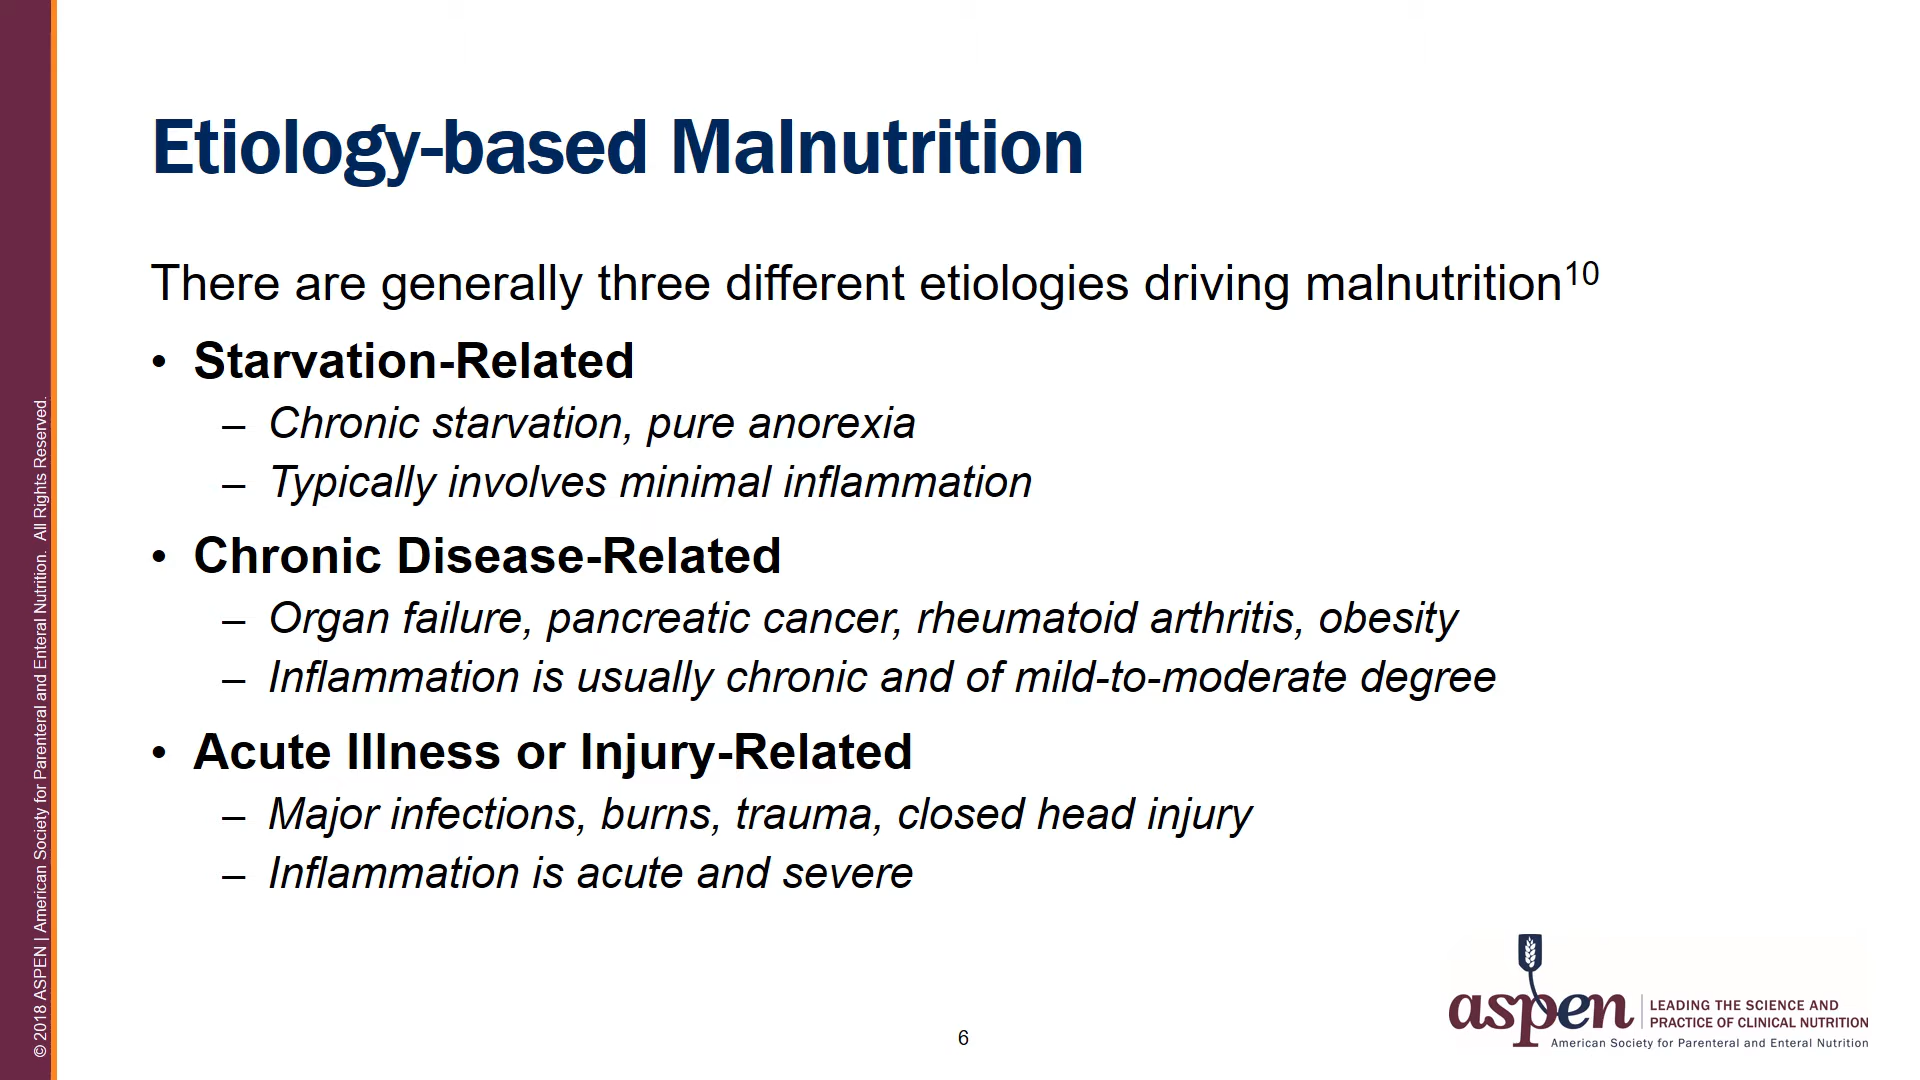 Etiology-based Malnutrition
There are generally three different etiologies driving malnutrition10
• Starvation-Related
– Chronic starvation, pure anorexia
– Typically involves minimal inflammation
• Chronic Disease-Related
– Organ failure, pancreatic cancer, rheumatoid arthritis, obesity
– Inflammation is usually chronic and of mild-to-moderate degree
• Acute Illness or Injury-Related
– Major infections, burns, trauma, closed head injury
– Inflammation is acute and severe
© 2018 ASPEN | American Society for Parenteral and Enteral Nutrition. All Rights Reserved.
6
aspen
LEADING THE SCIENCE AND
PRACTICE OF CLINICAL NUTRITION
American Society for Parenteral and Enteral Nutrition